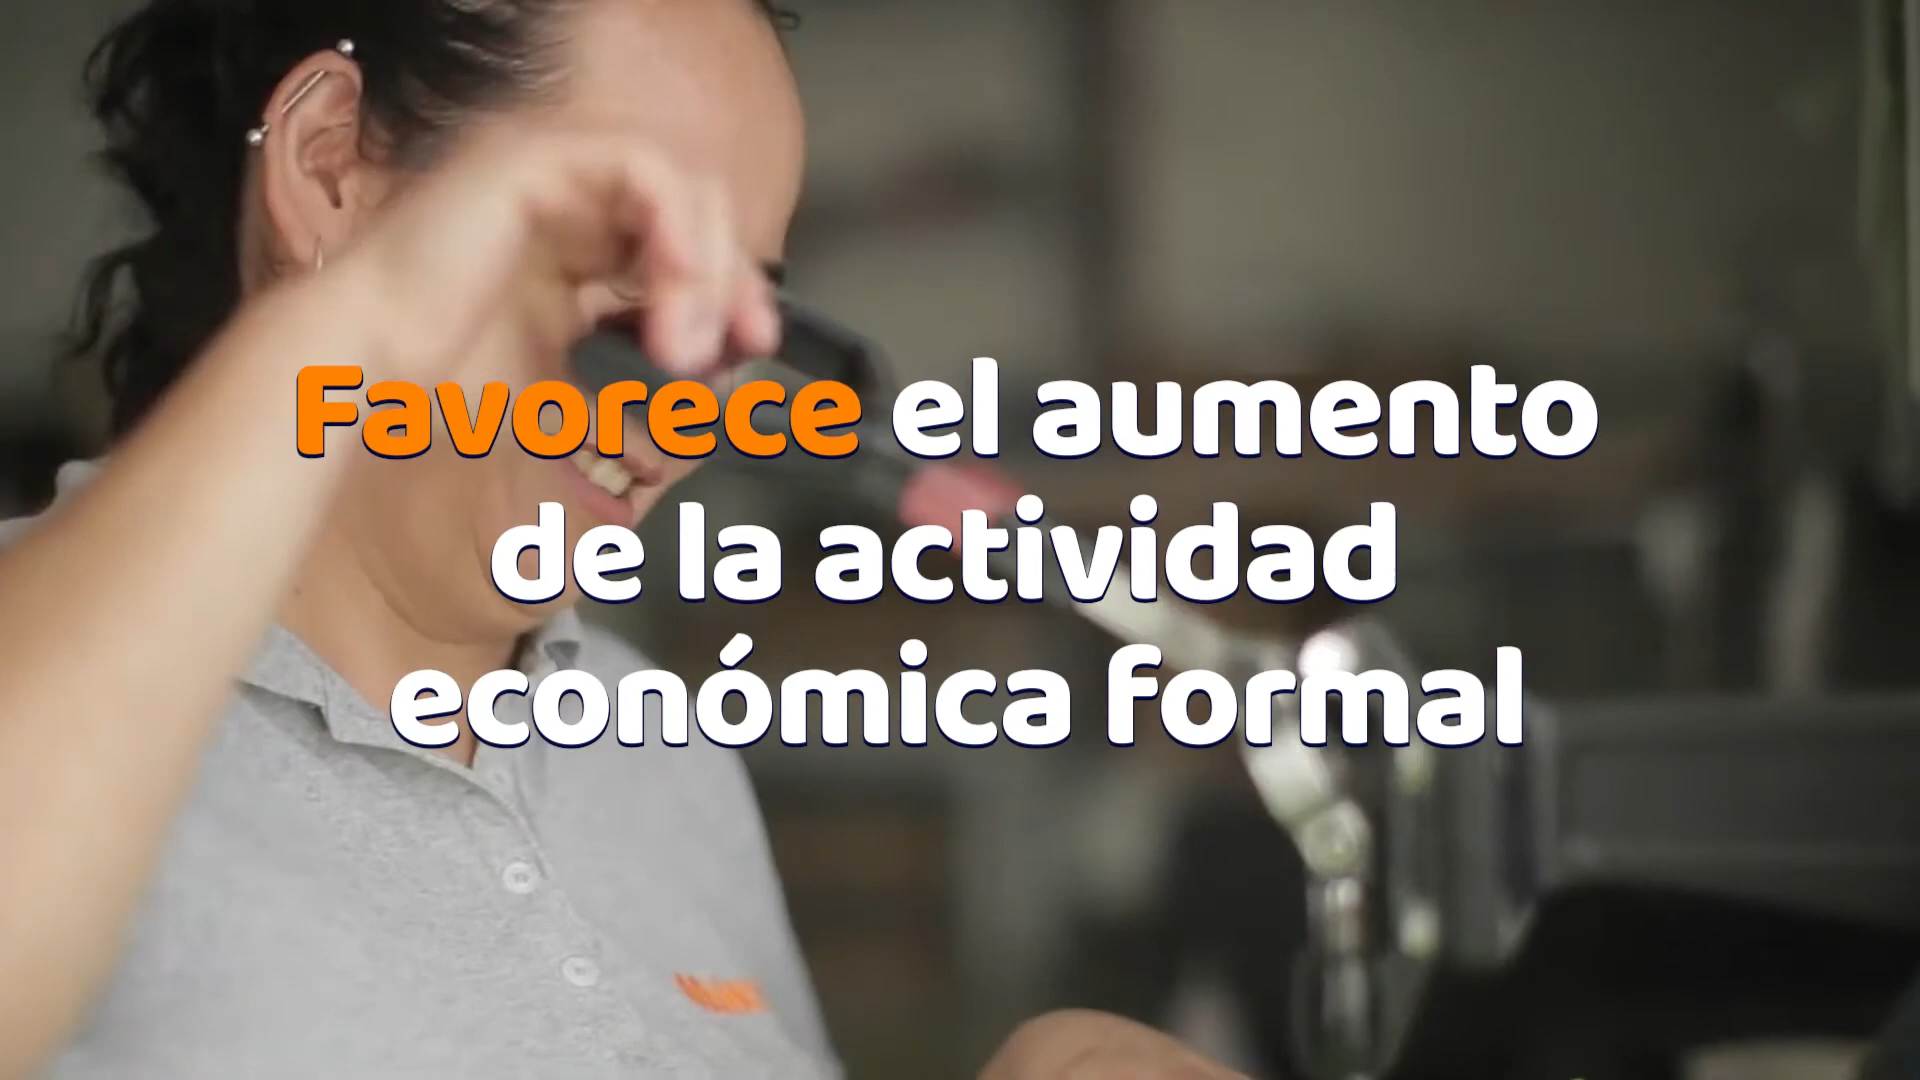 Favorece el aumento
de la actividad
económica formal